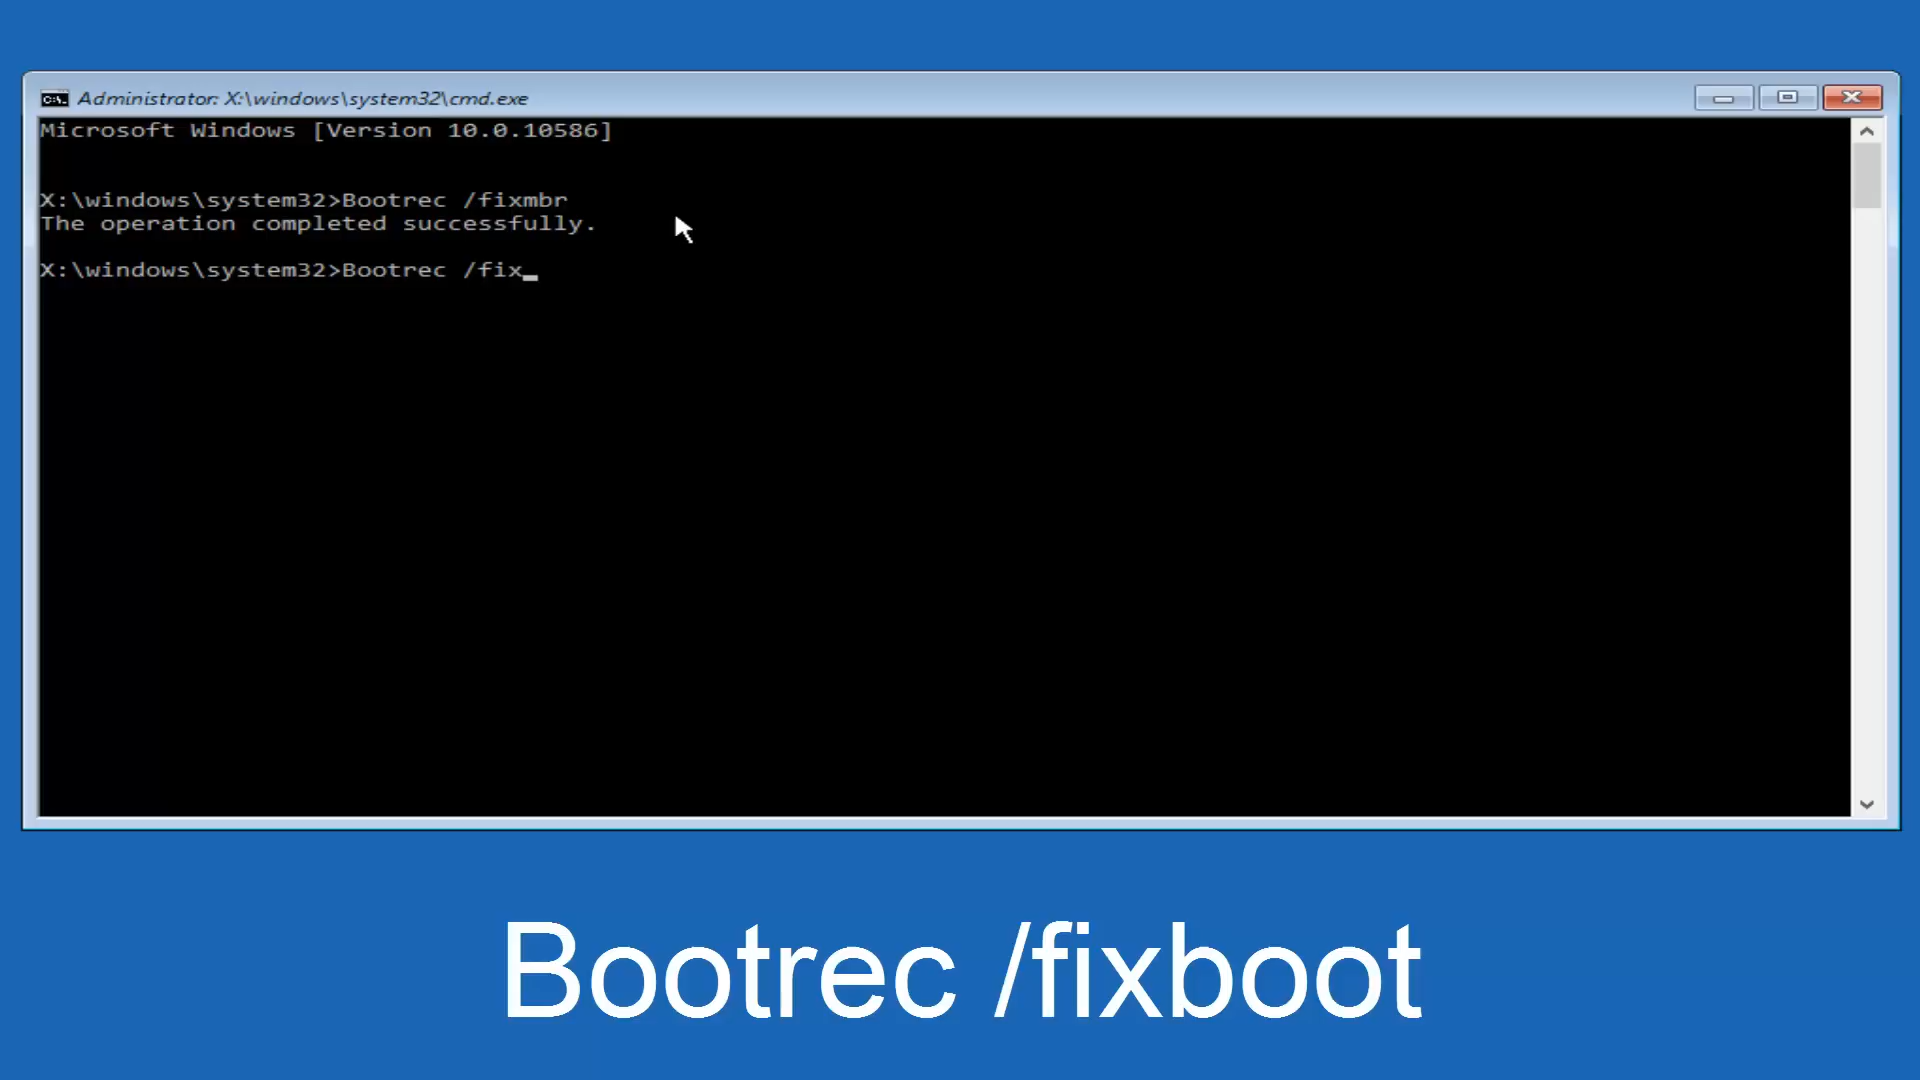 Administrator: X:\windows\system32\cmd.exe
Microsoft Windows [Version 10.0.10586]
X:\windows\system32>Bootrec /fixmbr
The operation completed successfully.
X:\windows\system32>Bootrec /fix_
Bootrec /fixboot